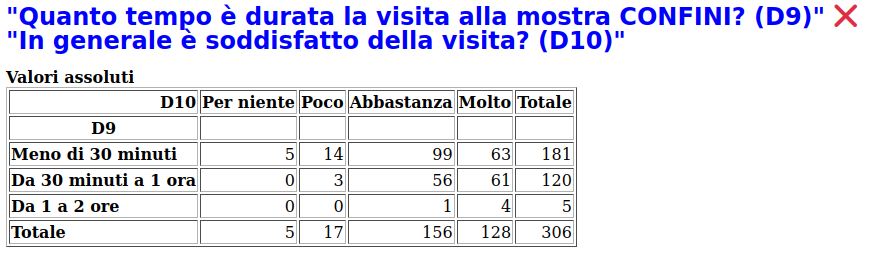 "Quanto tempo è durata la visita alla mostra CONFINI? (D9)" ❌
"In generale è soddisfatto della visita? (D10)"
Valori assoluti
D10 Per niente Poco Abbastanza Molto Totale
D9
Meno di 30 minuti 5 14 99 63 181
Da 30 minuti a 1 ora 0 3 56 61 120
Da 1 a 2 ore 0 0 1 4 5
Totale 5 17 156 128 306